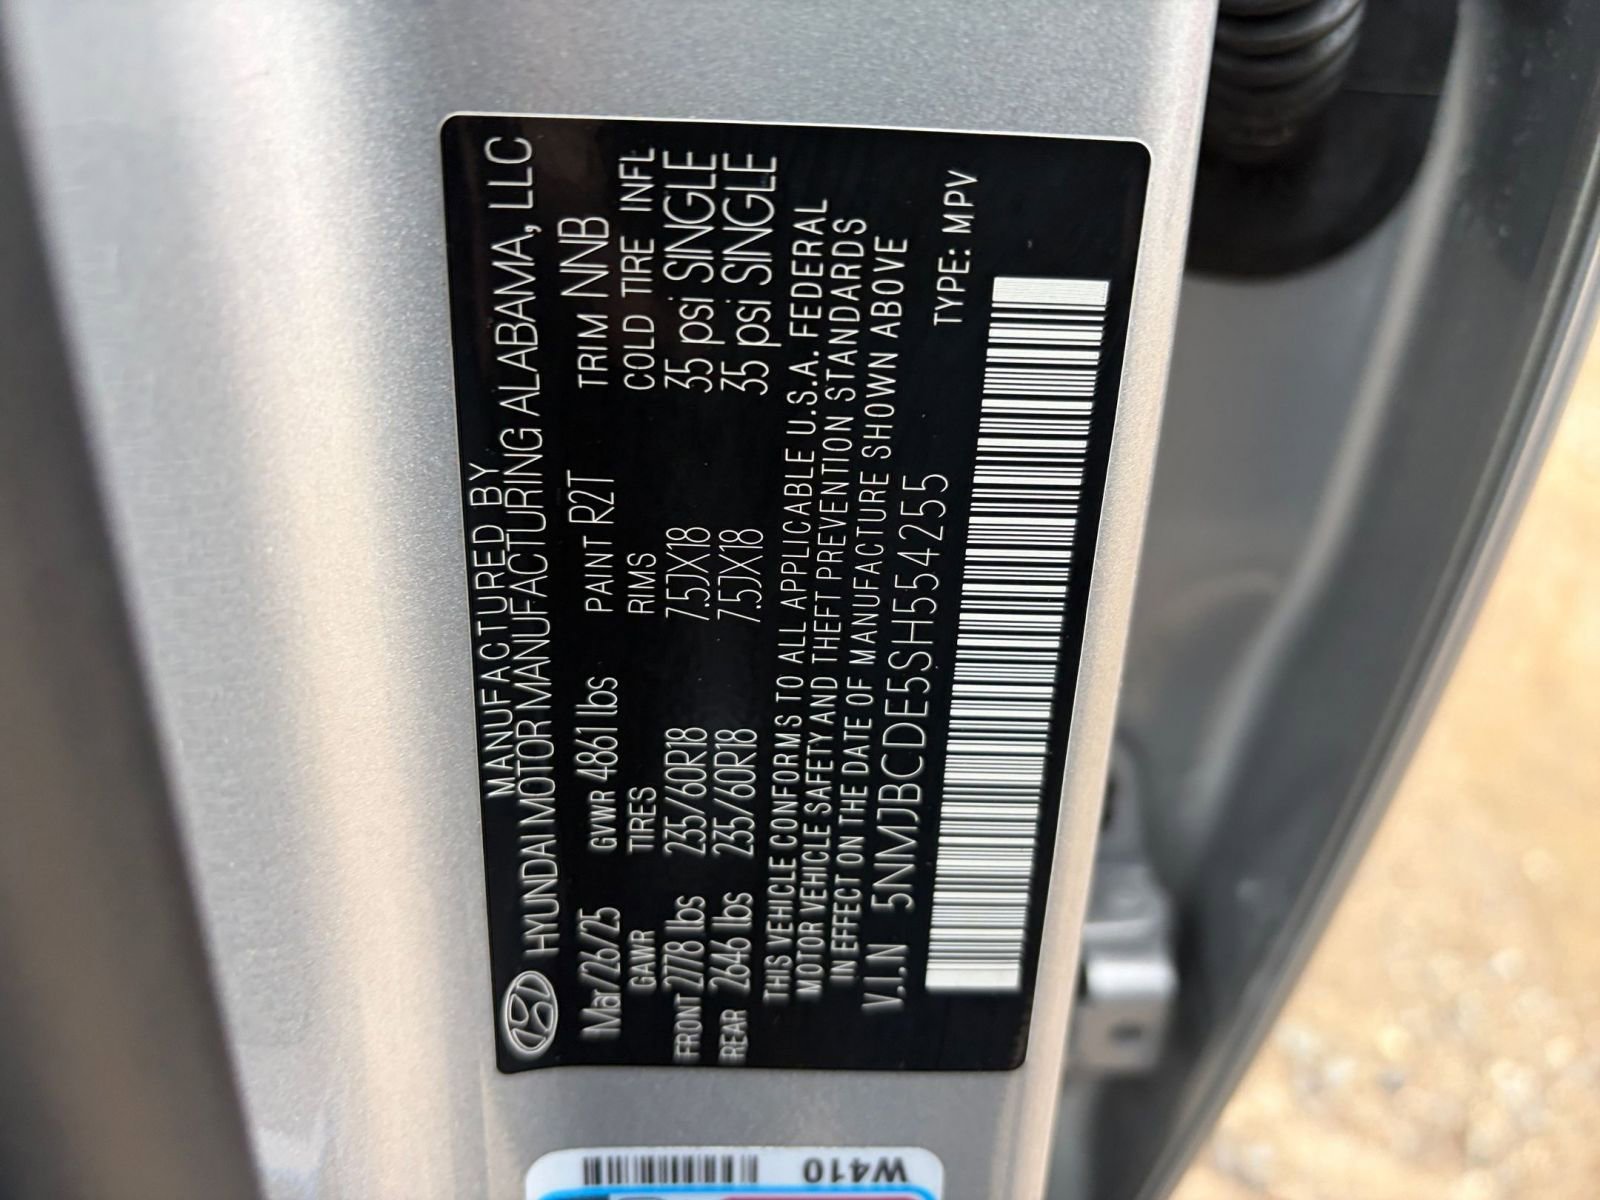 MANUFACTURED BY
HYUNDAI MOTOR MANUFACTURING ALABAMA, LLC
Mar/26/25 GVWR 4861 lbs PAINT R2T TRIM NNB
GAWR TIRES RIMS COLD TIRE INFL
FRONT 2778 lbs 235/60R18 7.5JX18 35 psi SINGLE
REAR 2646 lbs 235/60R18 7.5JX18 35 psi SINGLE
THIS VEHICLE CONFORMS TO ALL APPLICABLE U.S.A. FEDERAL
MOTOR VEHICLE SAFETY AND THEFT PREVENTION STANDARDS
IN EFFECT ON THE DATE OF MANUFACTURE SHOWN ABOVE
V.I.N 5NMJBCDE5SH554255
TYPE: MPV
W410